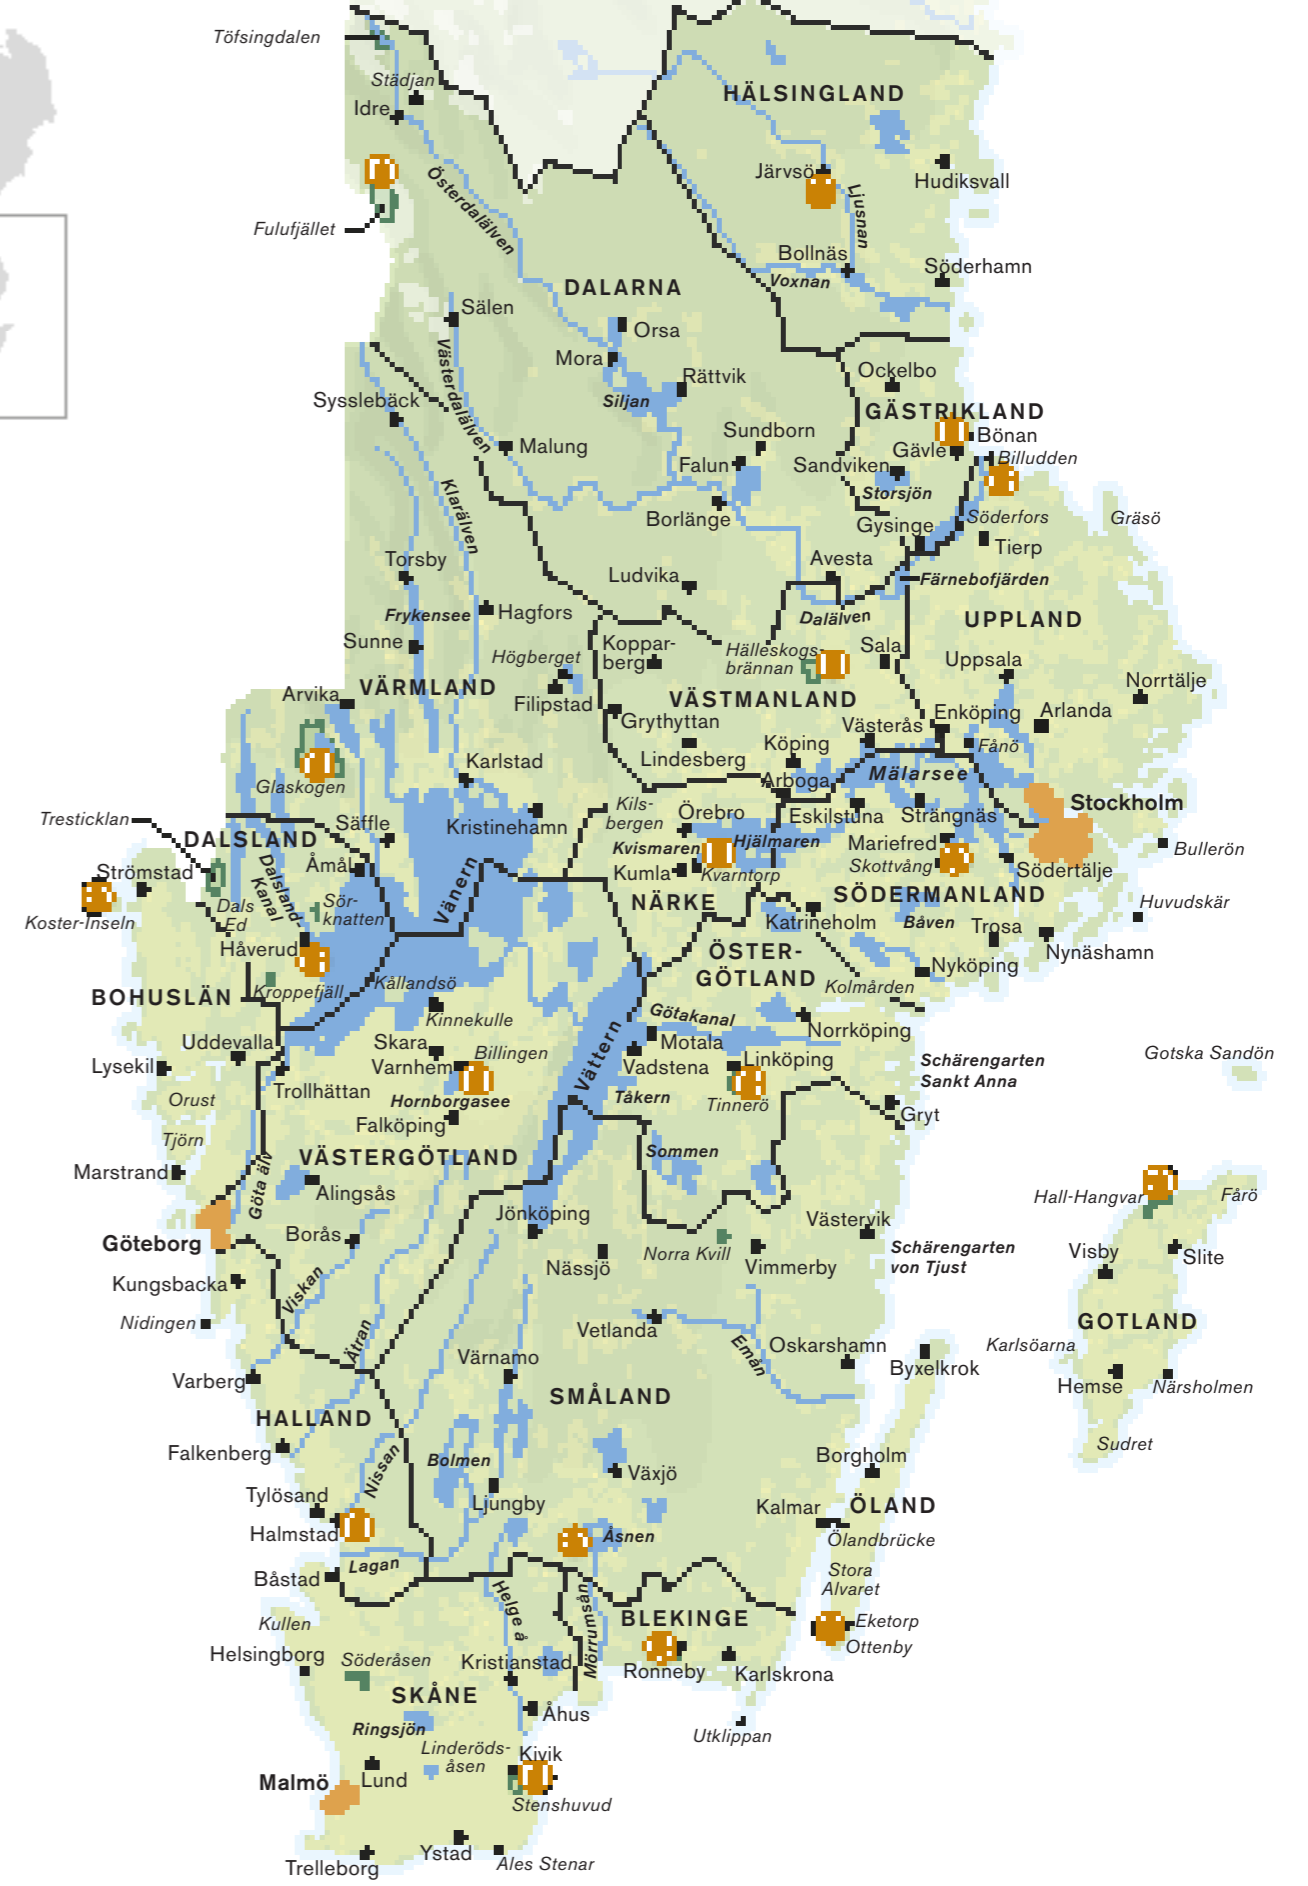 Töfsingdalen
Städjan
Idre
HÄLSINGLAND
Järvsö
Hudiksvall
Österdalälven
Ljusnan
Fulufjället
Bollnäs
Söderhamn
Voxnan
DALARNA
Sälen
Orsa
Mora
Västerdalälven
Rättvik
Ockelbo
Siljan
Sysslebäck
GÄSTRIKLAND
Sundborn
Bönan
Malung
Gävle
Billudden
Falun
Sandviken
Storsjön
Klarälven
Borlänge
Gysinge
Söderfors
Gräsö
Tierp
Torsby
Avesta
Ludvika
Färnebofjärden
Frykensee
Hagfors
Dalälven
UPPLAND
Sunne
Koppar-
berg
Hälleskogs-
brännan
Sala
Högberget
Uppsala
Arvika
VÄRMLAND
Filipstad
VÄSTMANLAND
Norrtälje
Grythyttan
Västerås
Enköping
Arlanda
Köping
Fånö
Lindesberg
Karlstad
Glaskogen
Arboga
Mälarsee
Stockholm
Tresticklan
Kils-
bergen
Örebro
Eskilstuna
Strängnäs
Säffle
Kristinehamn
DALSLAND
Kvismaren
Hjälmaren
Mariefred
Bullerön
Åmål
Skottvång
Strömstad
Dalsland-
Kanal
Vänern
Kumla
Kvarntorp
Södertälje
SÖDERMANLAND
NÄRKE
Huvudskär
Koster-Inseln
Dals
Ed
Sör-
knatten
Katrineholm
Båven
Trosa
Håverud
ÖSTER-
GÖTLAND
Nynäshamn
Nyköping
Kroppefjäll
Kållandsö
Kolmården
BOHUSLÄN
Kinnekulle
Götakanal
Norrköping
Uddevalla
Skara
Motala
Billingen
Linköping
Lysekil
Varnhem
Vättern
Vadstena
Schärengarten
Sankt Anna
Gotska Sandön
Trollhättan
Hornborgasee
Tåkern
Tinnerö
Orust
Falköping
Gryt
Tjörn
Sommen
VÄSTERGÖTLAND
Marstrand
Göta älv
Alingsås
Hall-Hangvar
Fårö
Jönköping
Västervik
Göteborg
Borås
Norra Kvill
Schärengarten
von Tjust
Visby
Slite
Nässjö
Vimmerby
Kungsbacka
Viskan
Nidingen
GOTLAND
Vetlanda
Ätran
Emån
Oskarshamn
Karlsöarna
Värnamo
Byxelkrok
Varberg
Hemse
Närsholmen
SMÅLAND
HALLAND
Sudret
Falkenberg
Nissan
Bolmen
Borgholm
Växjö
Tylösand
Ljungby
Kalmar
ÖLAND
Halmstad
Åsnen
Ölandbrücke
Lagan
Stora
Alvaret
Båstad
Helge å
Mörrumsån
Kullen
BLEKINGE
Eketorp
Ottenby
Helsingborg
Söderåsen
Kristianstad
Ronneby
Karlskrona
SKÅNE
Åhus
Ringsjön
Utklippan
Linderöds-
åsen
Kivik
Malmö
Lund
Stenshuvud
Ystad
Trelleborg
Ales Stenar